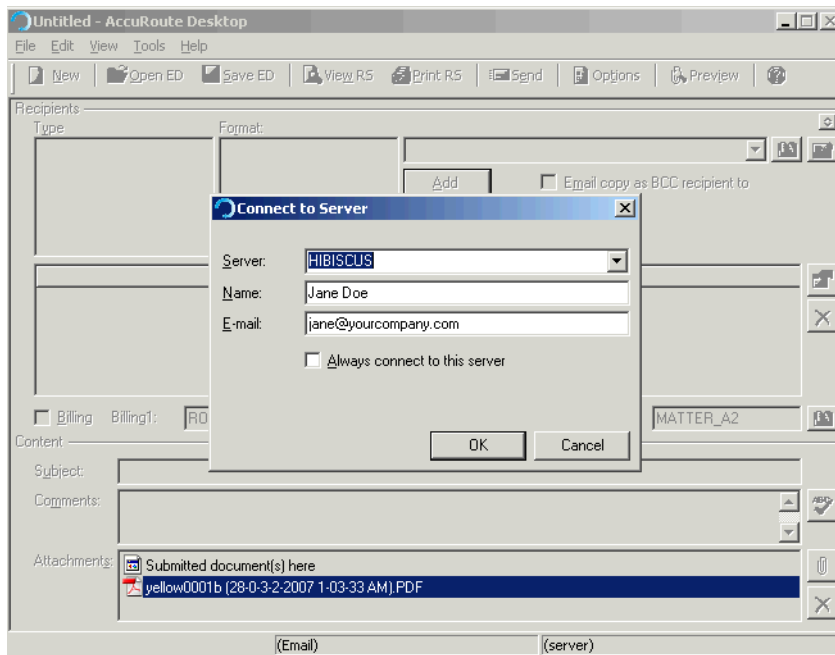 Untitled - AccuRoute Desktop
File Edit View Tools Help
New Open ED Save ED View RS Print RS Send Options Preview
Recipients
Type Format:
Add Email copy as BCC recipient to
Connect to Server
Server: HIBISCUS
Name: Jane Doe
E-mail: jane@yourcompany.com
Always connect to this server
OK Cancel
Billing Billing1: RO MATTER_A2
Content
Subject:
Comments:
ABC
Attachments: Submitted document(s) here
yellow0001b (28-0-3-2-2007 1-03-33 AM).PDF
(Email) (server)